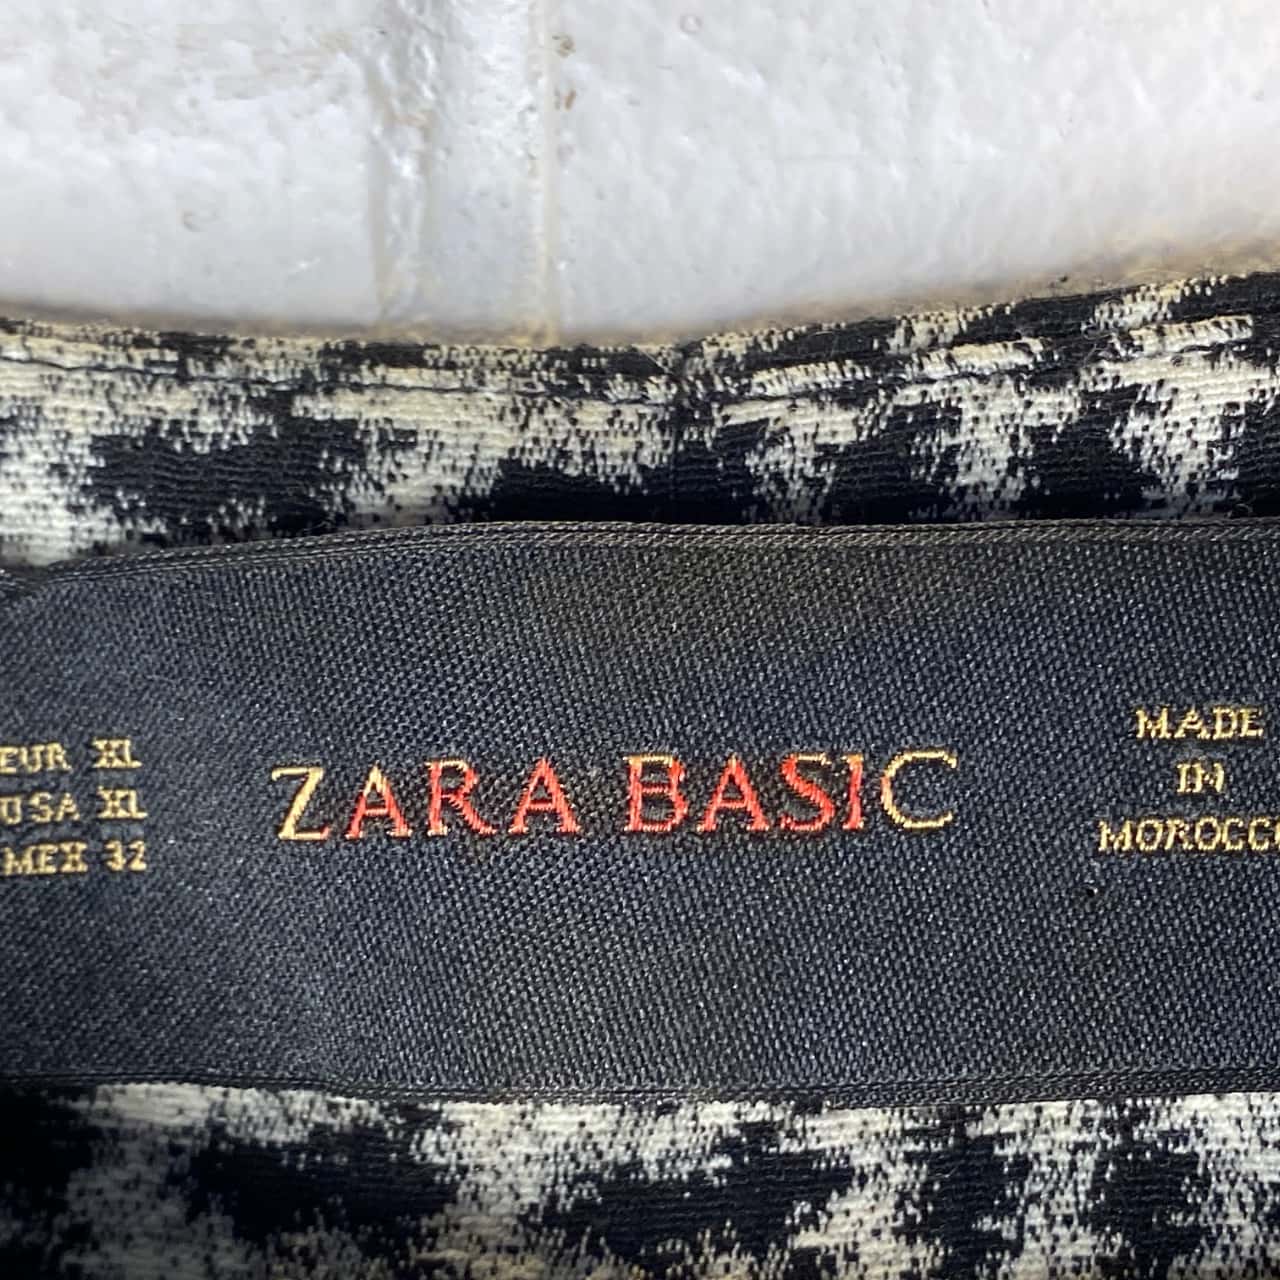 EUR XL
USA XL
MEX 32
ZARA BASIC
MADE
IN
MOROCCO